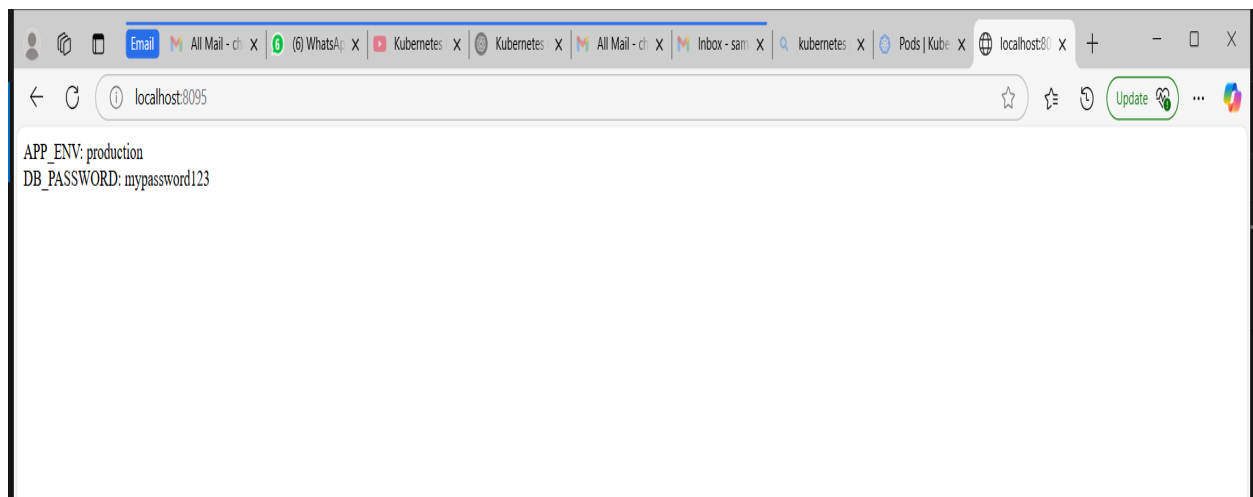 Email All Mail - ch (6) WhatsAp Kubernetes Kubernetes All Mail - ch Inbox - sam kubernetes Pods | Kube localhost:80
localhost:8095 Update
APP_ENV: production
DB_PASSWORD: mypassword123